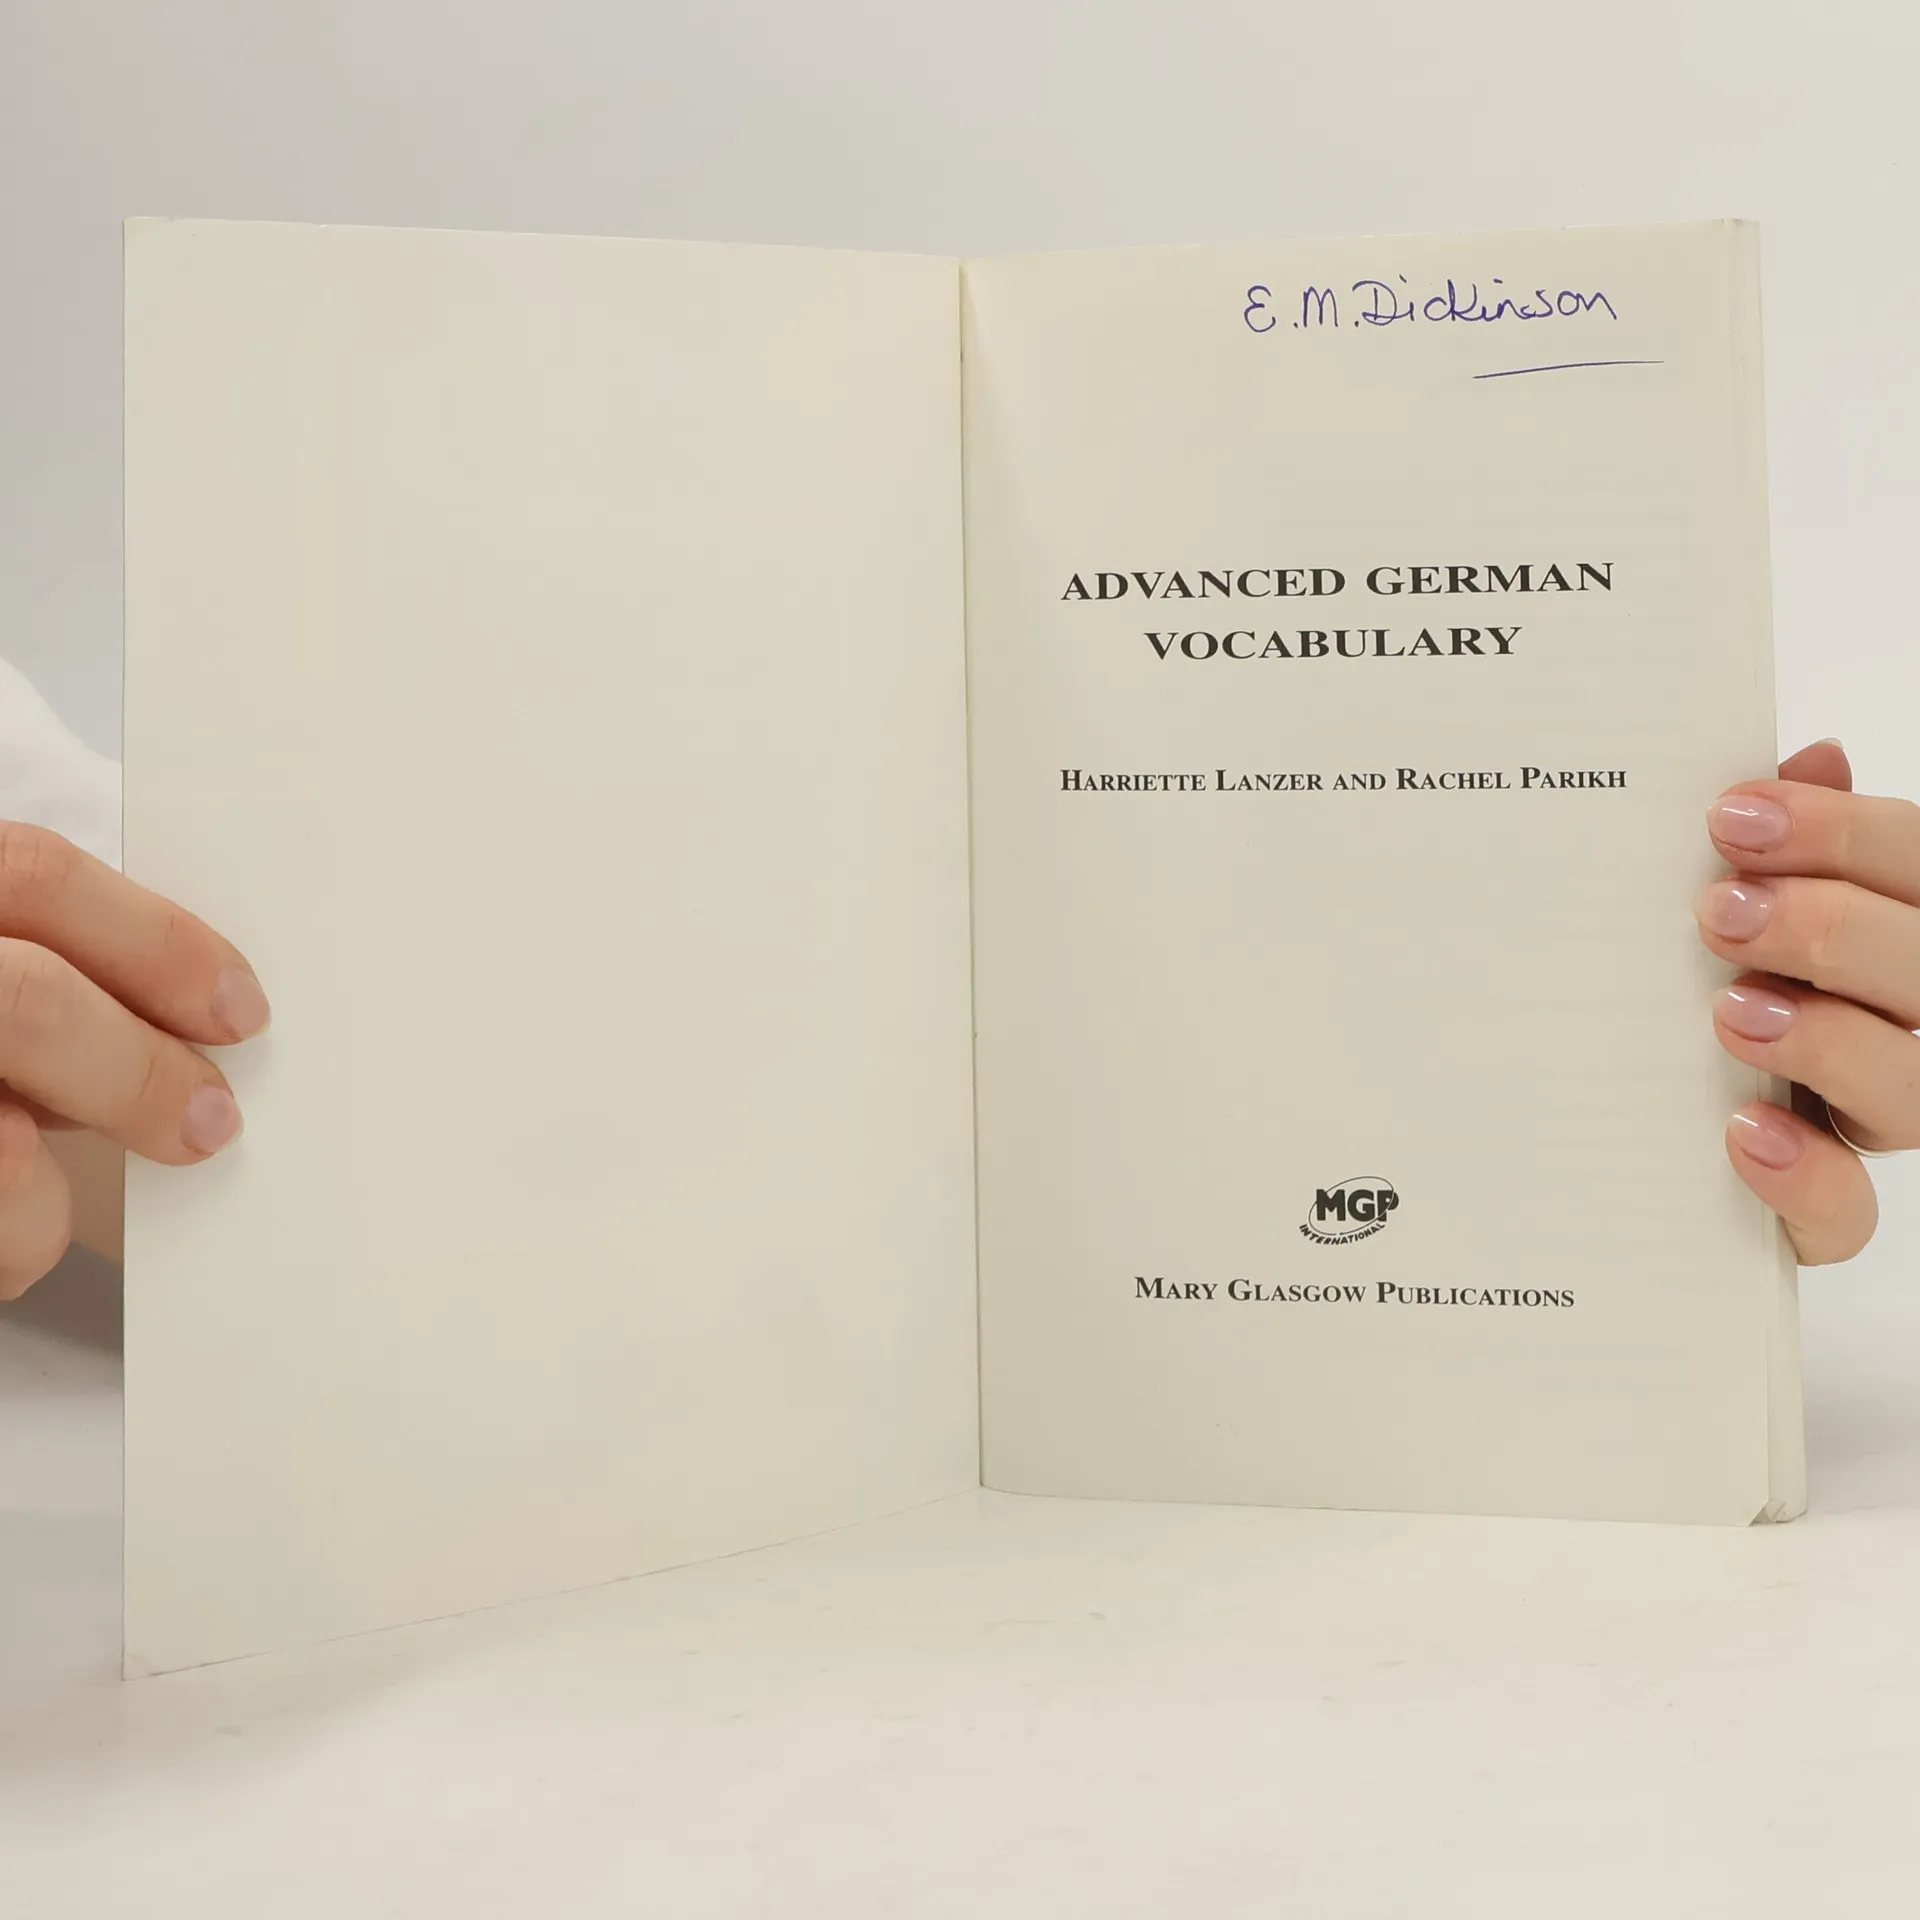 E.M.Dickinson
ADVANCED GERMAN
VOCABULARY
HARRIETTE LANZER AND RACHEL PARIKH
MGP
INTERNATIONAL
MARY GLASGOW PUBLICATIONS